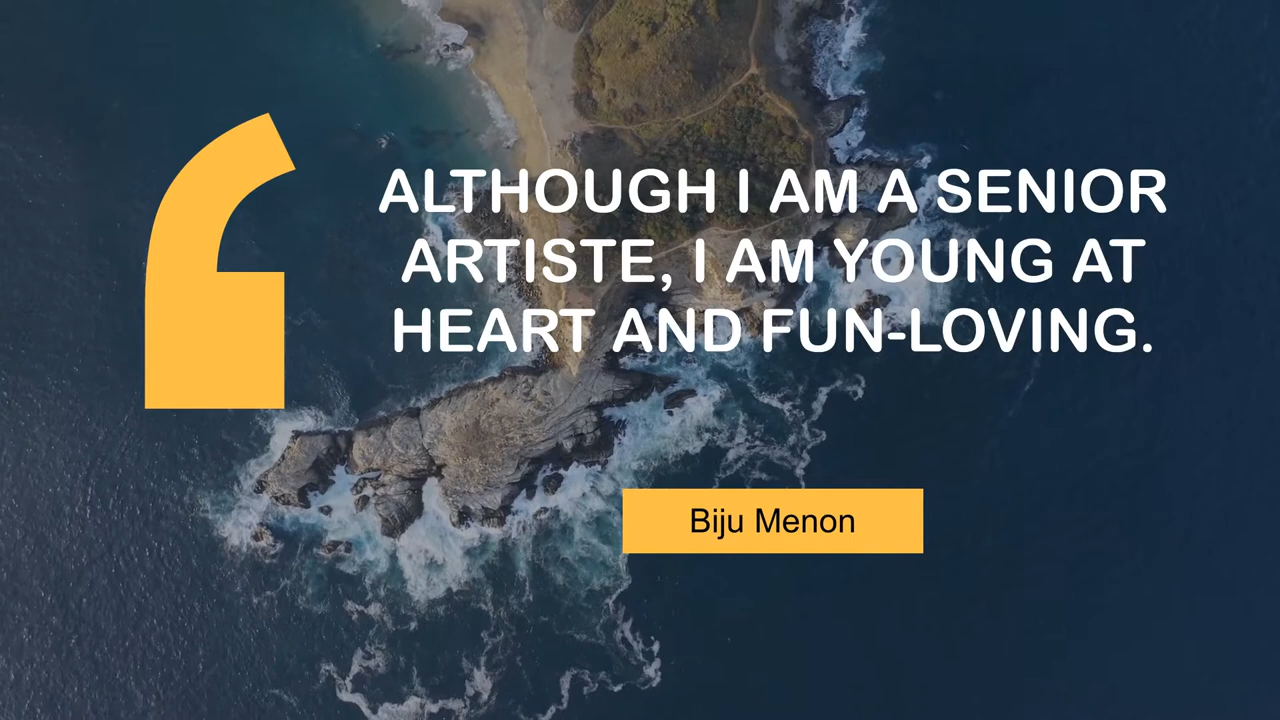 ALTHOUGH I AM A SENIOR
ARTISTE, I AM YOUNG AT
HEART AND FUN-LOVING.
Biju Menon